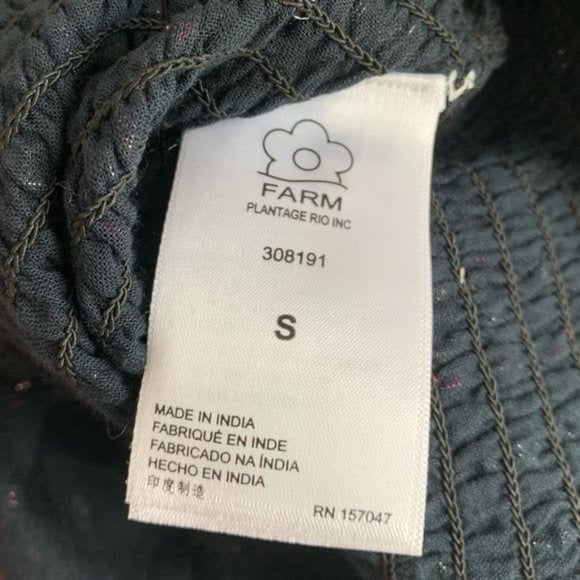 FARM
PLANTAGE RIO INC
308191
S
MADE IN INDIA
FABRIQUÉ EN INDE
FABRICADO NA ÍNDIA
HECHO EN INDIA
印度制造
RN 157047